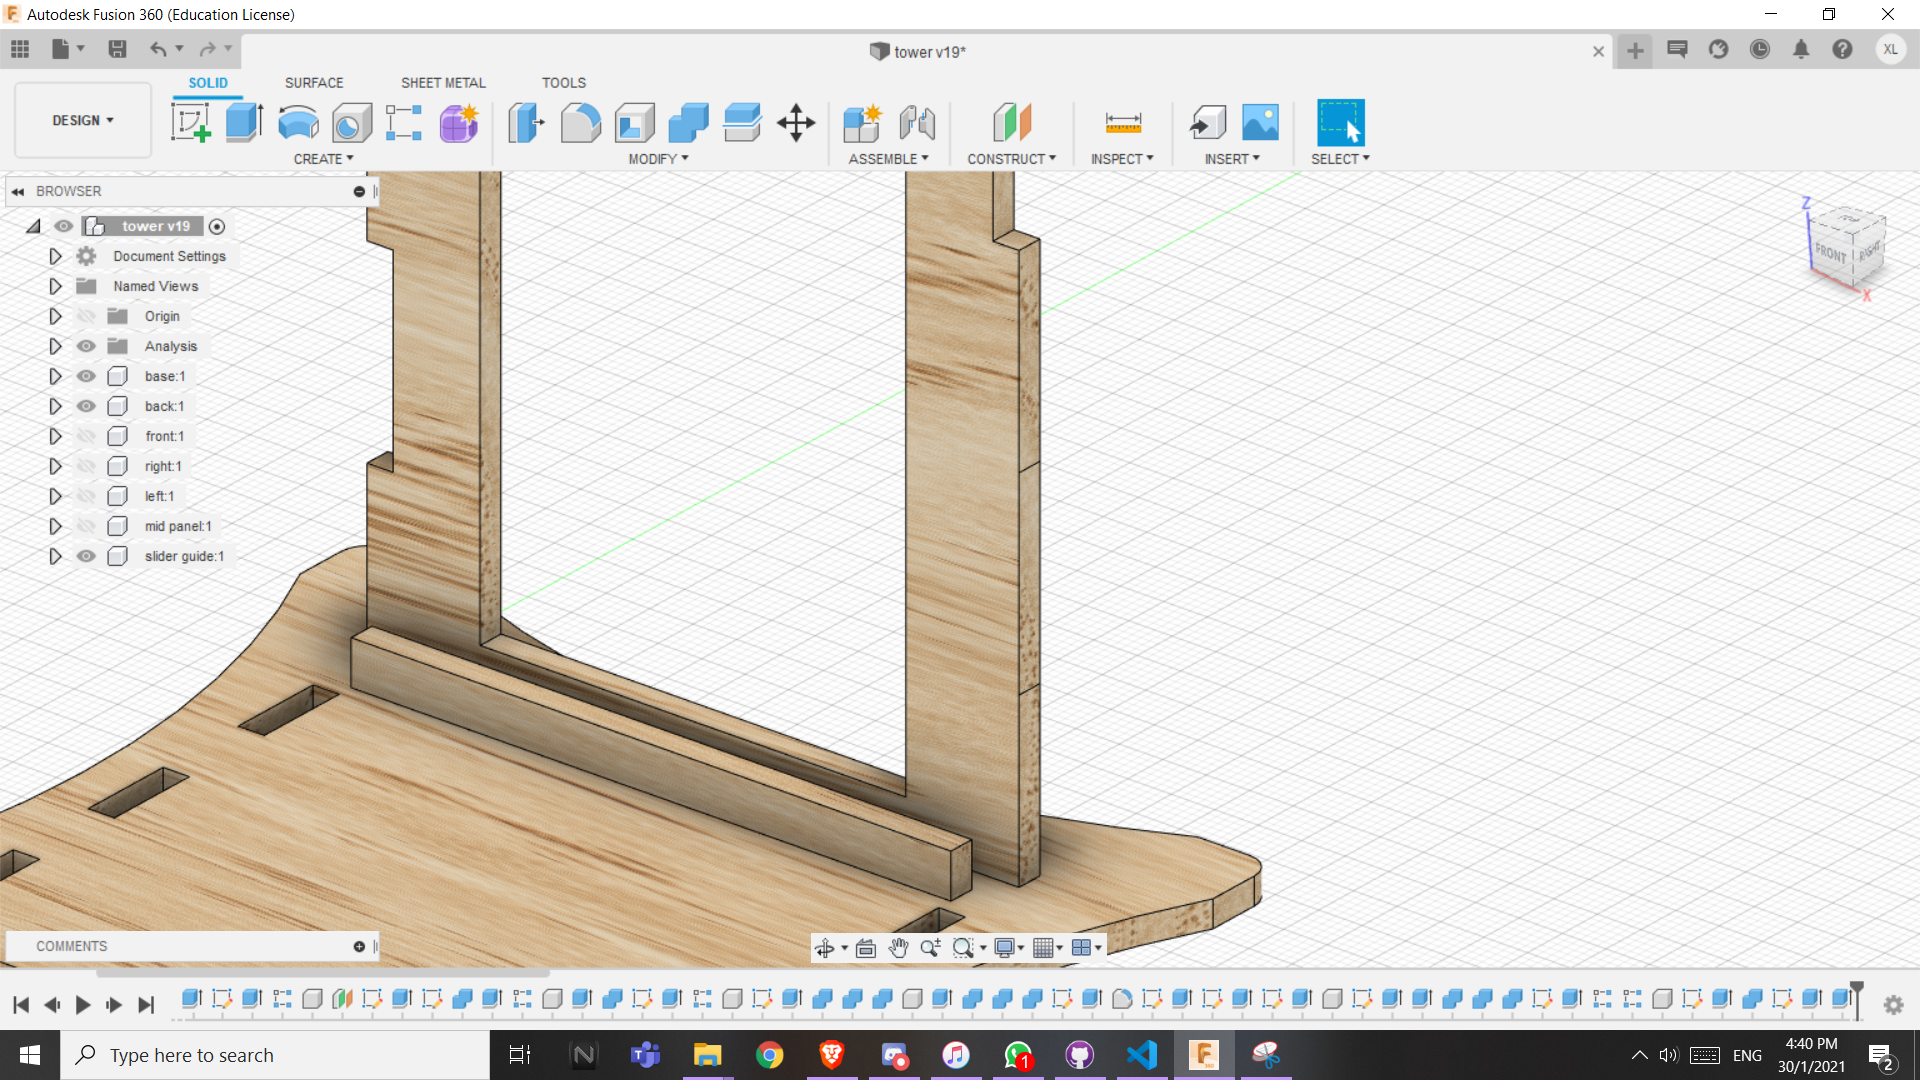 Autodesk Fusion 360 (Education License)
tower v19*
XL
DESIGN
SOLID SURFACE SHEET METAL TOOLS
CREATE MODIFY ASSEMBLE CONSTRUCT INSPECT INSERT SELECT
BROWSER
tower v19
Document Settings
Named Views
Origin
Analysis
base:1
back:1
front:1
right:1
left:1
mid panel:1
slider guide:1
Z
FRONT RIGHT
X
COMMENTS
Type here to search
1
ENG
4:40 PM
30/1/2021
2